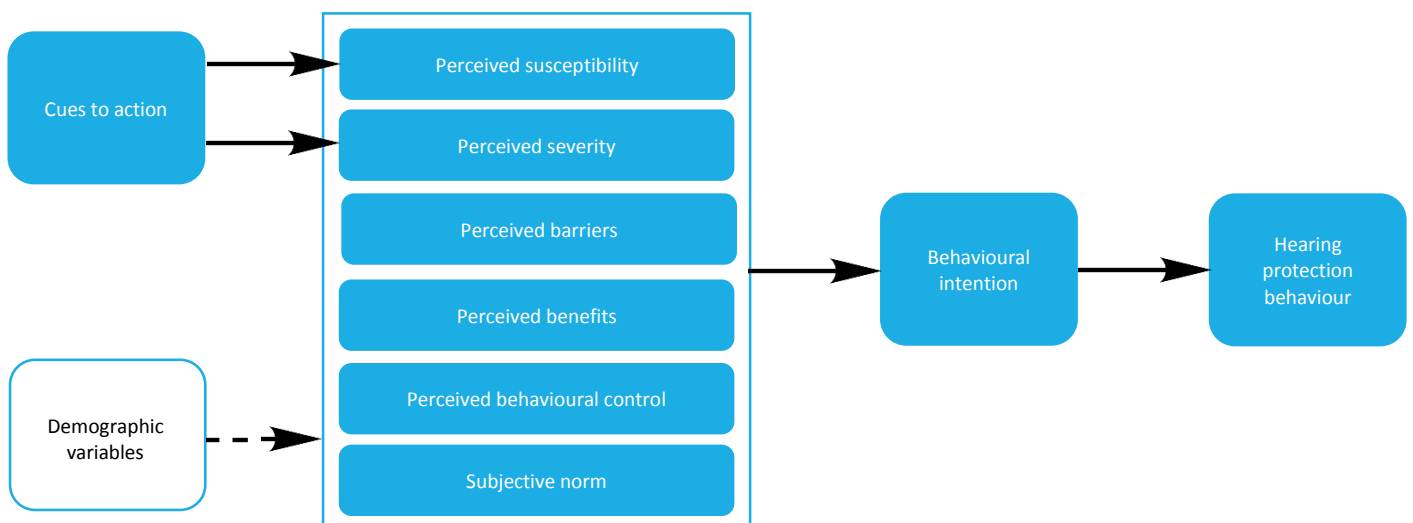 Cues to action
Perceived susceptibility
Perceived severity
Perceived barriers
Perceived benefits
Perceived behavioural control
Subjective norm
Demographic
variables
Behavioural
intention
Hearing
protection
behaviour